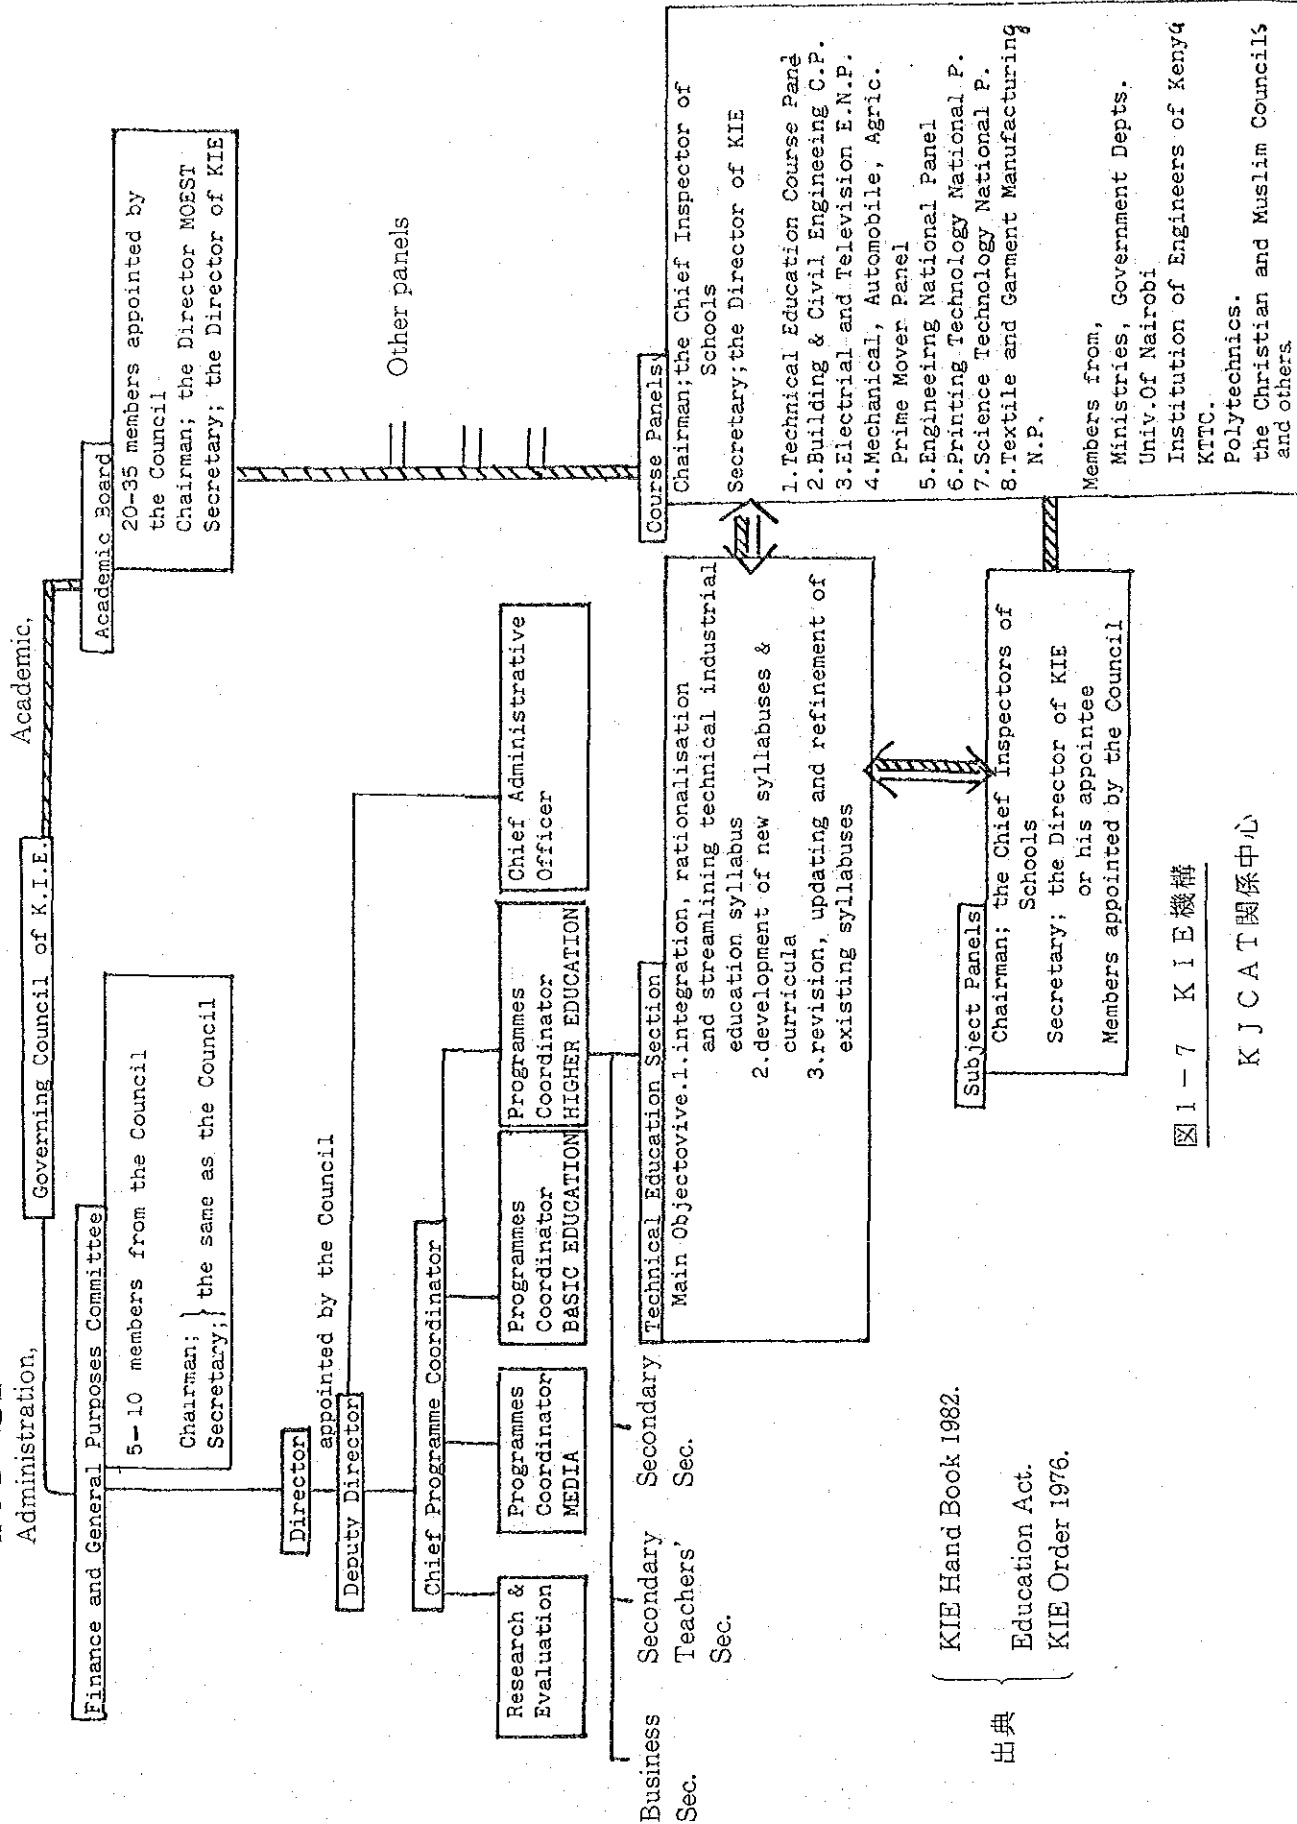 Administration,
Academic,
Governing Council of K.I.E.
Finance and General Purposes Committee
5-10 members from the Council
Chairman;
Secretary;
the same as the Council
Academic Board
20-35 members appointed by
the Council
Chairman; the Director MOEST
Secretary; the Director of KIE
Director
appointed by the Council
Deputy Director
Chief Programme Coordinator
Other panels
Research &
Evaluation
Programmes
Coordinator
MEDIA
Programmes
Coordinator
BASIC EDUCATION
Programmes
Coordinator
HIGHER EDUCATION
Chief Administrative
Officer
Business
Sec.
Secondary
Teachers'
Sec.
Secondary
Sec.
Technical Education Section
Main Objectovive.1.integration, rationalisation
and streamlining technical industrial
education syllabus
2.development of new syllabuses &
curricula
3.revision, updating and refinement of
existing syllabuses
Course Panels
Chairman;the Chief Inspector of
Schools
Secretary;the Director of KIE
1.Technical Education Course Pane
2.Building & Civil Engineeing C.P.
3.Electrial and Television E.N.P.
4.Mechanical, Automobile, Agric.
Prime Mover Panel
5.Engineeirng National Panel
6.Printing Technology National P.
7.Science Technology National P.
8.Textile and Garment Manufacturing
N.P.
Members from,
Ministries, Government Depts.
Univ.Of Nairobi
Institution of Engineers of Kenya
KTTC.
Polytechnics.
the Christian and Muslim Councils
and others.
Subject Panels
Chairman; the Chief Inspectors of
Schools
Secretary; the Director of KIE
or his appointee
Members appointed by the Council
出典
KIE Hand Book 1982.
Education Act.
KIE Order 1976.
図1-7 KIE機構
KJCAT関係中心